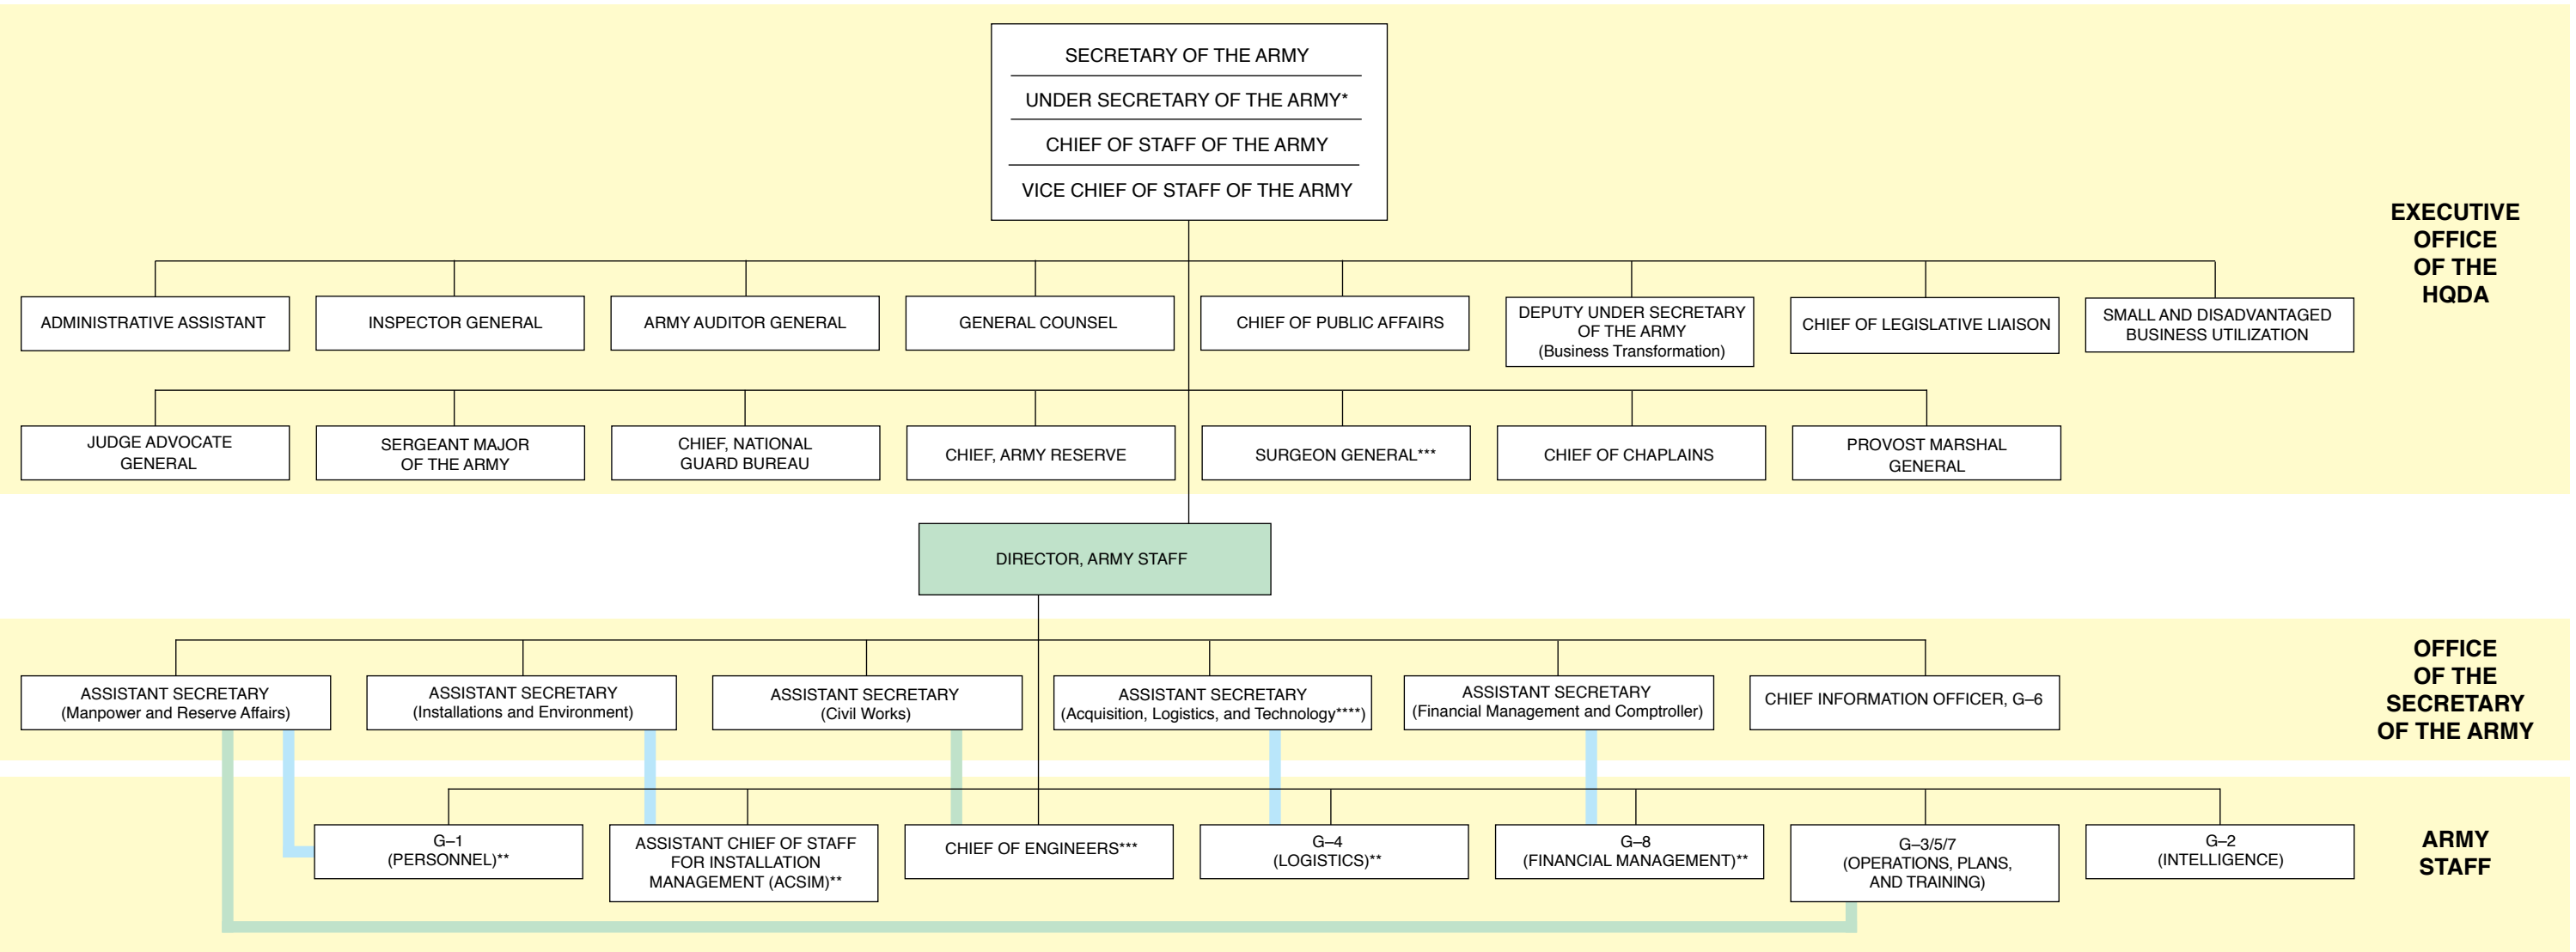 SECRETARY OF THE ARMY
UNDER SECRETARY OF THE ARMY*
CHIEF OF STAFF OF THE ARMY
VICE CHIEF OF STAFF OF THE ARMY
EXECUTIVE
OFFICE
OF THE
HQDA
ADMINISTRATIVE ASSISTANT
INSPECTOR GENERAL
ARMY AUDITOR GENERAL
GENERAL COUNSEL
CHIEF OF PUBLIC AFFAIRS
DEPUTY UNDER SECRETARY
OF THE ARMY
(Business Transformation)
CHIEF OF LEGISLATIVE LIAISON
SMALL AND DISADVANTAGED
BUSINESS UTILIZATION
JUDGE ADVOCATE
GENERAL
SERGEANT MAJOR
OF THE ARMY
CHIEF, NATIONAL
GUARD BUREAU
CHIEF, ARMY RESERVE
SURGEON GENERAL***
CHIEF OF CHAPLAINS
PROVOST MARSHAL
GENERAL
DIRECTOR, ARMY STAFF
OFFICE
OF THE
SECRETARY
OF THE ARMY
ASSISTANT SECRETARY
(Manpower and Reserve Affairs)
ASSISTANT SECRETARY
(Installations and Environment)
ASSISTANT SECRETARY
(Civil Works)
ASSISTANT SECRETARY
(Acquisition, Logistics, and Technology****)
ASSISTANT SECRETARY
(Financial Management and Comptroller)
CHIEF INFORMATION OFFICER, G–6
G–1
(PERSONNEL)**
ASSISTANT CHIEF OF STAFF
FOR INSTALLATION
MANAGEMENT (ACSIM)**
CHIEF OF ENGINEERS***
G–4
(LOGISTICS)**
G–8
(FINANCIAL MANAGEMENT)**
G–3/5/7
(OPERATIONS, PLANS,
AND TRAINING)
G–2
(INTELLIGENCE)
ARMY
STAFF